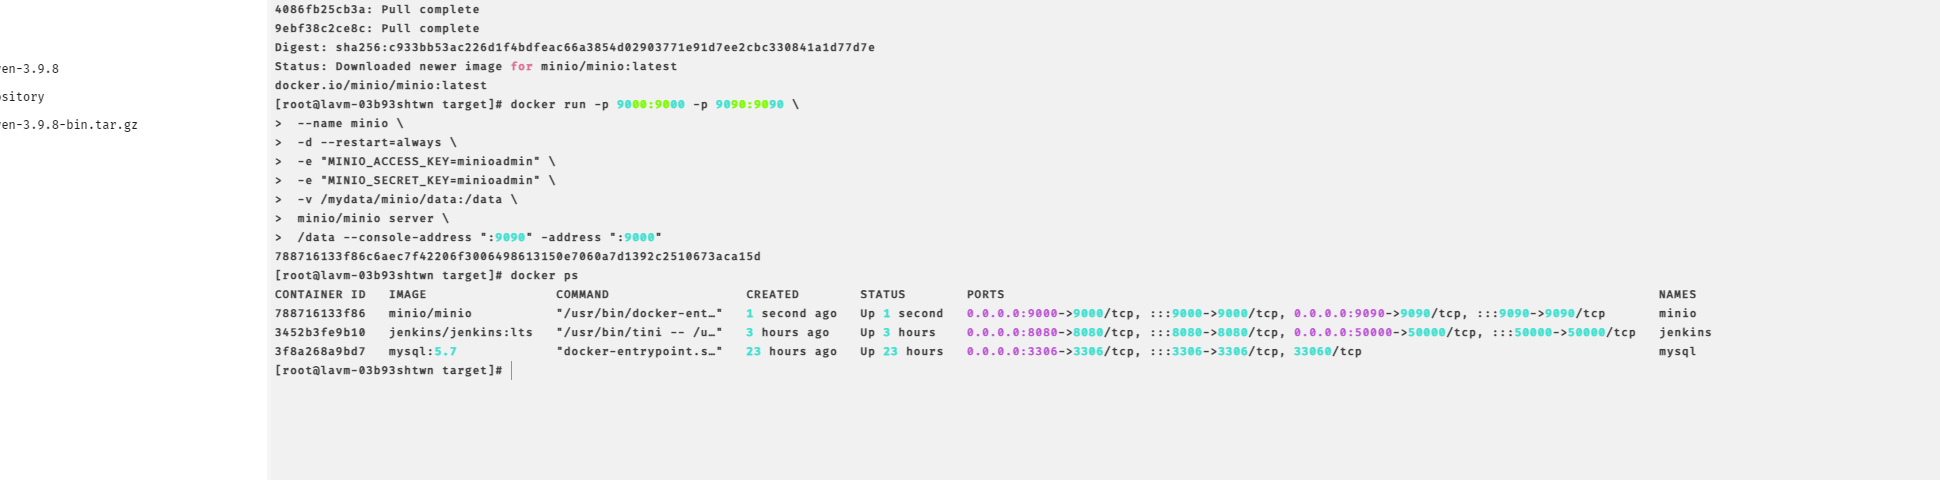 en-3.9.8
sitory
en-3.9.8-bin.tar.gz
4086fb25cb3a: Pull complete
9ebf38c2ce8c: Pull complete
Digest: sha256:c933bb53ac226d1f4bdfeac66a3854d02903771e91d7ee2cbc330841a1d77d7e
Status: Downloaded newer image for minio/minio:latest
docker.io/minio/minio:latest
[root@lavm-03b93shtwn target]# docker run -p 9000:9000 -p 9090:9090 \
>  --name minio \
>  -d --restart=always \
>  -e "MINIO_ACCESS_KEY=minioadmin" \
>  -e "MINIO_SECRET_KEY=minioadmin" \
>  -v /mydata/minio/data:/data \
>  minio/minio server \
>  /data --console-address ":9090" -address ":9000"
788716133f86c6aec7f42206f3006498613150e7060a7d1392c2510673aca15d
[root@lavm-03b93shtwn target]# docker ps
CONTAINER ID   IMAGE                 COMMAND                  CREATED        STATUS        PORTS                                                                                      NAMES
788716133f86   minio/minio           "/usr/bin/docker-ent…"   1 second ago   Up 1 second   0.0.0.0:9000->9000/tcp, :::9000->9000/tcp, 0.0.0.0:9090->9090/tcp, :::9090->9090/tcp       minio
3452b3fe9b10   jenkins/jenkins:lts   "/usr/bin/tini -- /u…"   3 hours ago    Up 3 hours    0.0.0.0:8080->8080/tcp, :::8080->8080/tcp, 0.0.0.0:50000->50000/tcp, :::50000->50000/tcp   jenkins
3f8a268a9bd7   mysql:5.7             "docker-entrypoint.s…"   23 hours ago   Up 23 hours   0.0.0.0:3306->3306/tcp, :::3306->3306/tcp, 33060/tcp                                       mysql
[root@lavm-03b93shtwn target]#